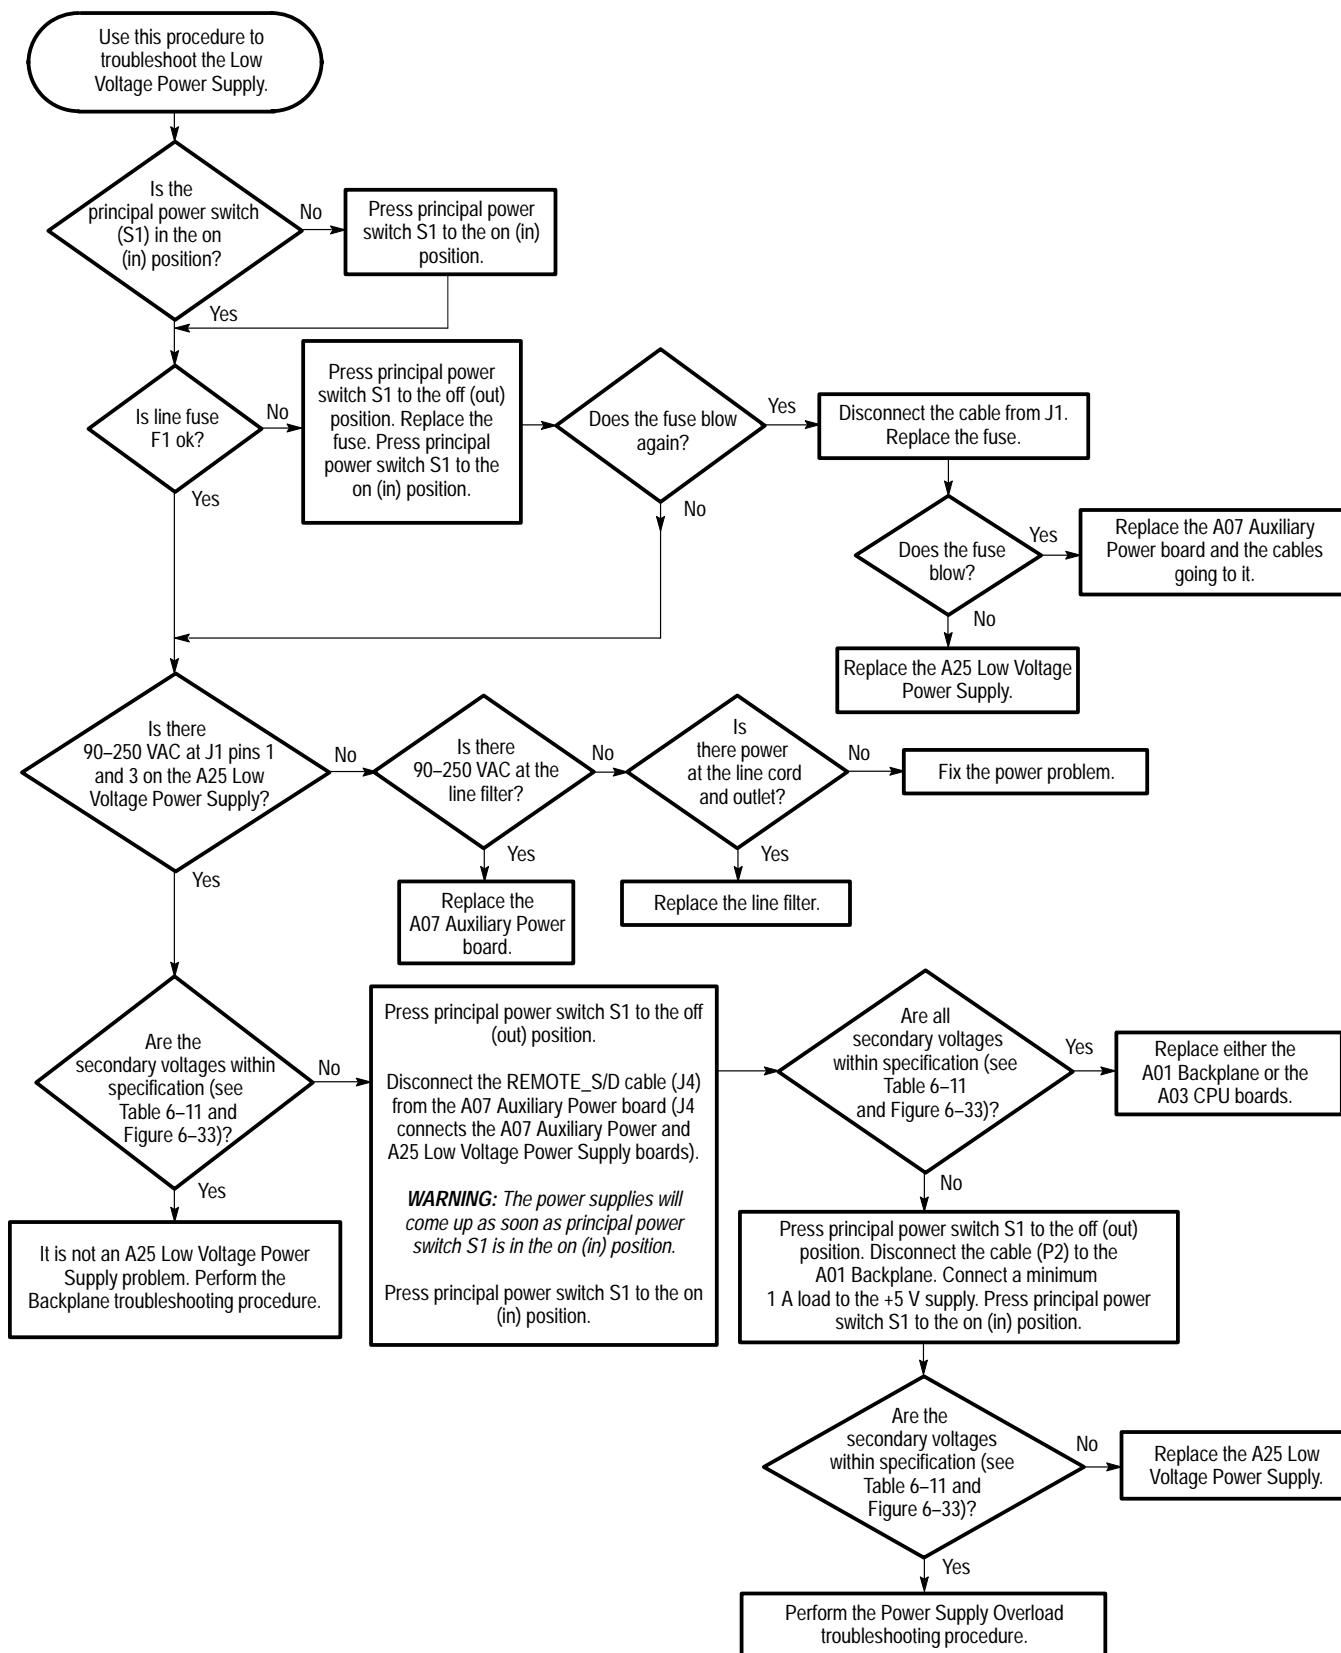 Use this procedure to
troubleshoot the Low
Voltage Power Supply.
Is the
principal power switch
(S1) in the on
(in) position?
No
Press principal power
switch S1 to the on (in)
position.
Yes
Is line fuse
F1 ok?
No
Press principal power
switch S1 to the off (out)
position. Replace the
fuse. Press principal
power switch S1 to the
on (in) position.
Does the fuse blow
again?
Yes
Disconnect the cable from J1.
Replace the fuse.
Yes
No
Does the fuse
blow?
Yes
Replace the A07 Auxiliary
Power board and the cables
going to it.
No
Replace the A25 Low Voltage
Power Supply.
Is there
90–250 VAC at J1 pins 1
and 3 on the A25 Low
Voltage Power Supply?
No
Is there
90–250 VAC at the
line filter?
No
Is
there power
at the line cord
and outlet?
No
Fix the power problem.
Yes
Yes
Yes
Replace the
A07 Auxiliary Power
board.
Replace the line filter.
Are the
secondary voltages within
specification (see
Table 6–11 and
Figure 6–33)?
No
Press principal power switch S1 to the off
(out) position.
Disconnect the REMOTE_S/D cable (J4)
from the A07 Auxiliary Power board (J4
connects the A07 Auxiliary Power and
A25 Low Voltage Power Supply boards).
WARNING: The power supplies will
come up as soon as principal power
switch S1 is in the on (in) position.
Press principal power switch S1 to the on
(in) position.
Are all
secondary voltages
within specification (see
Table 6–11
and Figure 6–33)?
Yes
Replace either the
A01 Backplane or the
A03 CPU boards.
Yes
It is not an A25 Low Voltage Power
Supply problem. Perform the
Backplane troubleshooting procedure.
No
Press principal power switch S1 to the off (out)
position. Disconnect the cable (P2) to the
A01 Backplane. Connect a minimum
1 A load to the +5 V supply. Press principal power
switch S1 to the on (in) position.
Are the
secondary voltages
within specification (see
Table 6–11 and
Figure 6–33)?
No
Replace the A25 Low
Voltage Power Supply.
Yes
Perform the Power Supply Overload
troubleshooting procedure.